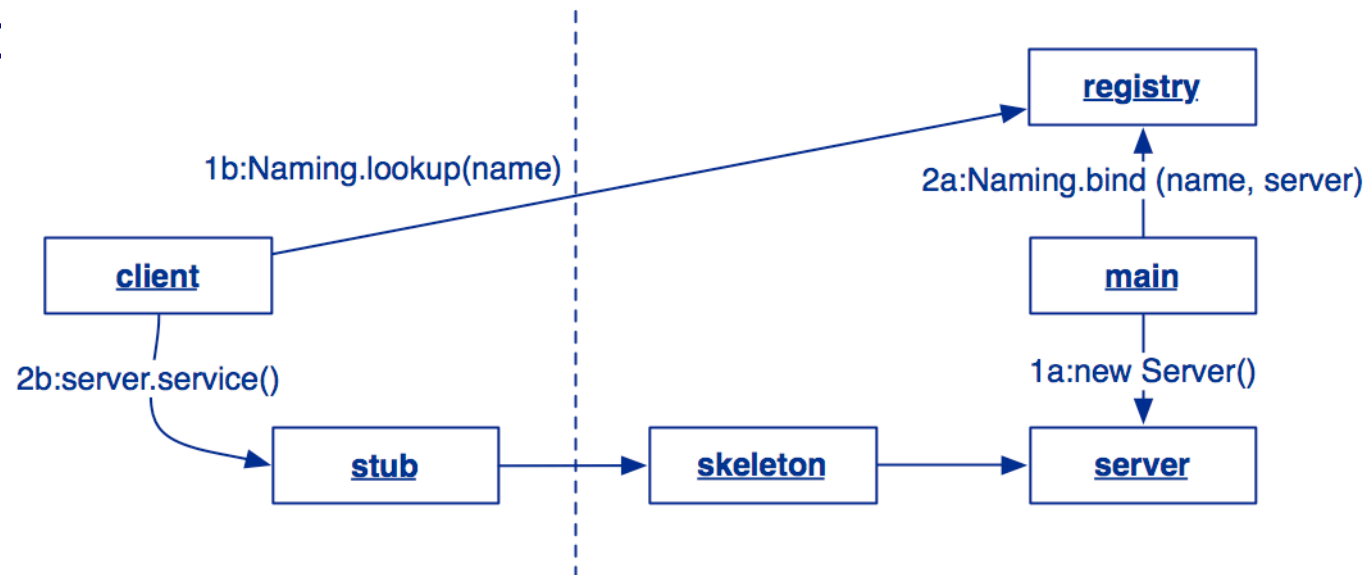 registry
1b:Naming.lookup(name)
2a:Naming.bind (name, server)
client
main
2b:server.service()
1a:new Server()
stub
skeleton
server